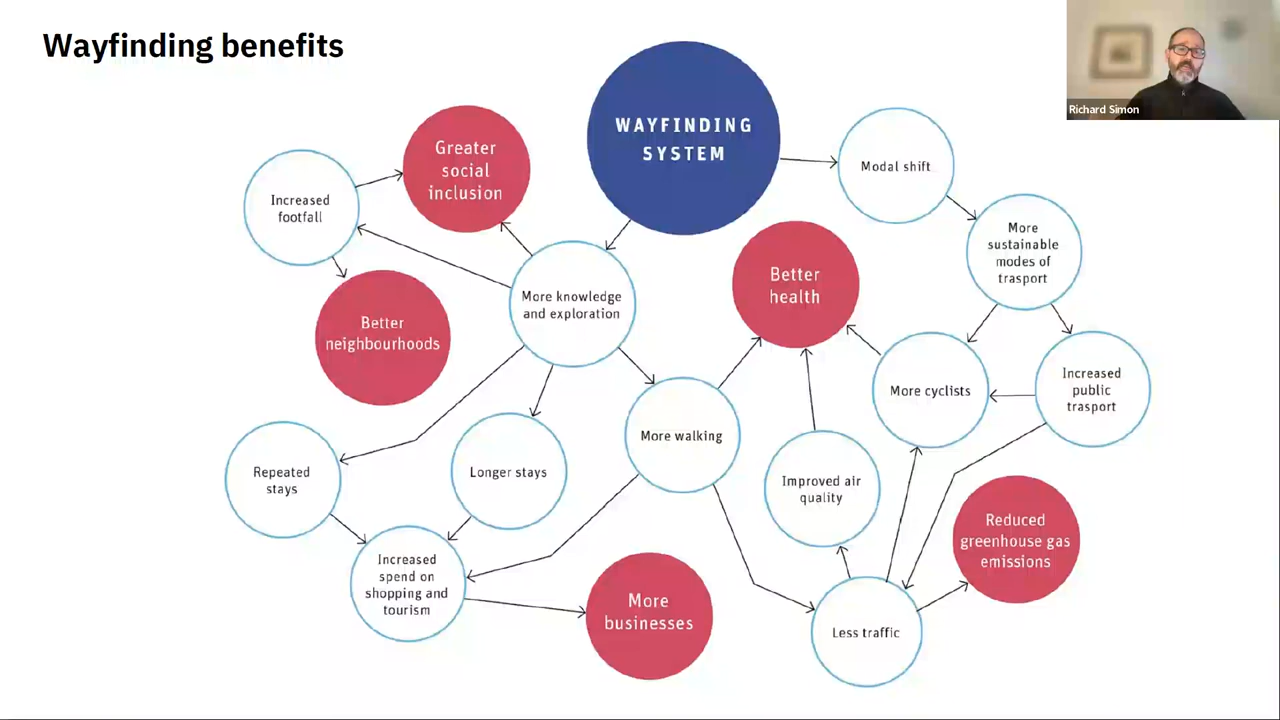 Wayfinding benefits
Richard Simon
WAYFINDING
SYSTEM
Greater
social
inclusion
Modal shift
Increased
footfall
More
sustainable
modes of
trasport
Better
health
More knowledge
and exploration
Better
neighbourhoods
Increased
public
trasport
More cyclists
More walking
Repeated
stays
Longer stays
Improved air
quality
Reduced
greenhouse gas
emissions
Increased
spend on
shopping and
tourism
More
businesses
Less traffic